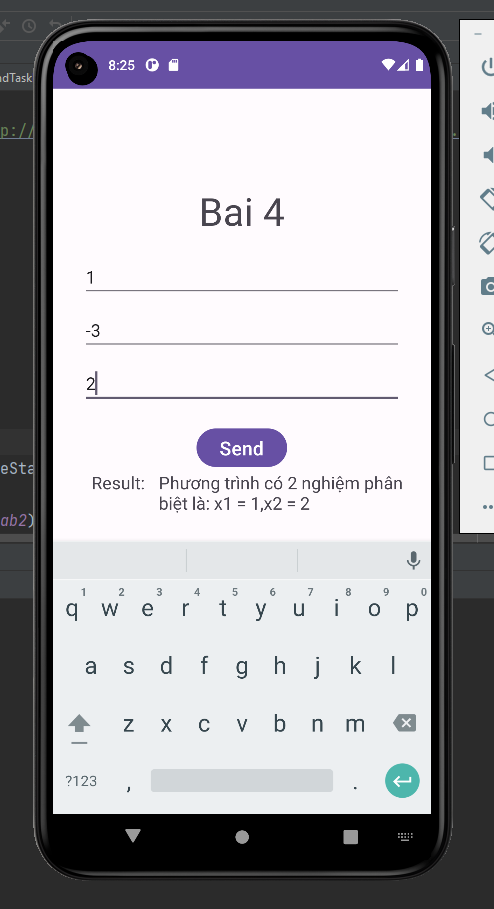 8:25
ndTask
p://
Bai 4
1
-3
2
Send
Result: Phương trình có 2 nghiệm phân
biệt là: x1 = 1,x2 = 2
eSta
ab2)
1 2 3 4 5 6 7 8 9 0
q w e r t y u i o p
a s d f g h j k l
z x c v b n m
?123 , .